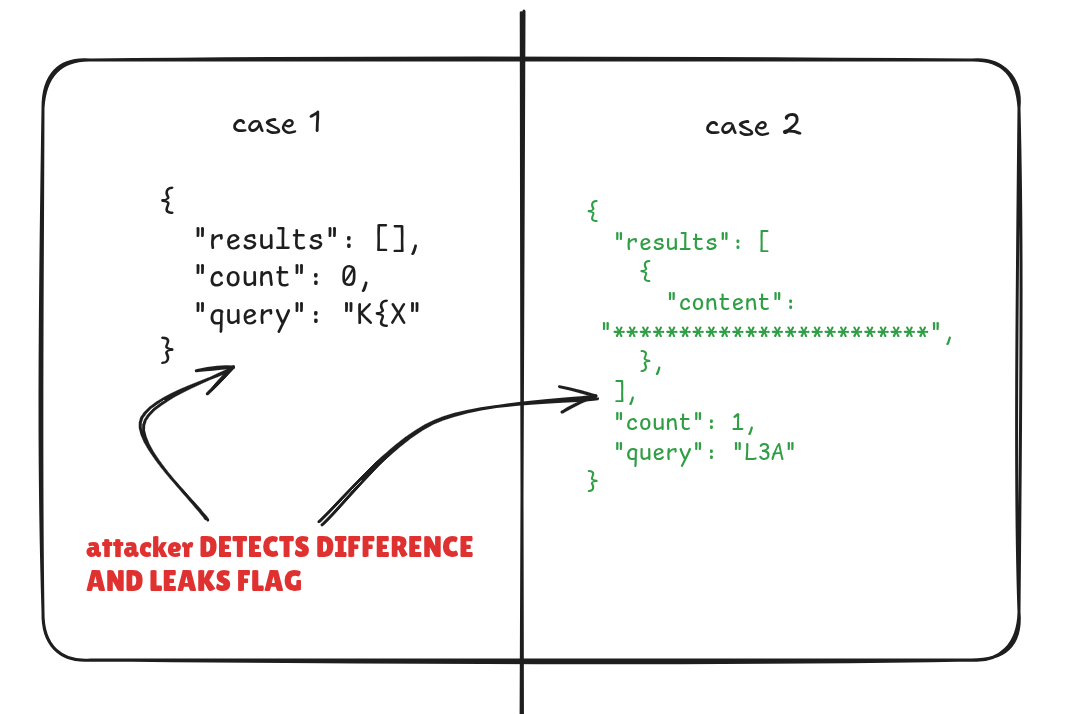 case 1
{
"results": [],
"count": 0,
"query": "K{X"
}
case 2
{
"results": [
{
"content":
"************************",
},
],
"count": 1,
"query": "L3A"
}
attacker DETECTS DIFFERENCE
AND LEAKS FLAG